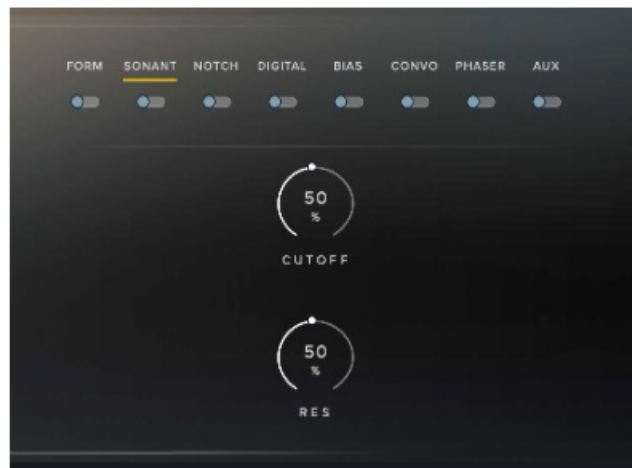 FORM SONANT NOTCH DIGITAL BIAS CONVO PHASER AUX
50
%
CUTOFF
50
%
RES